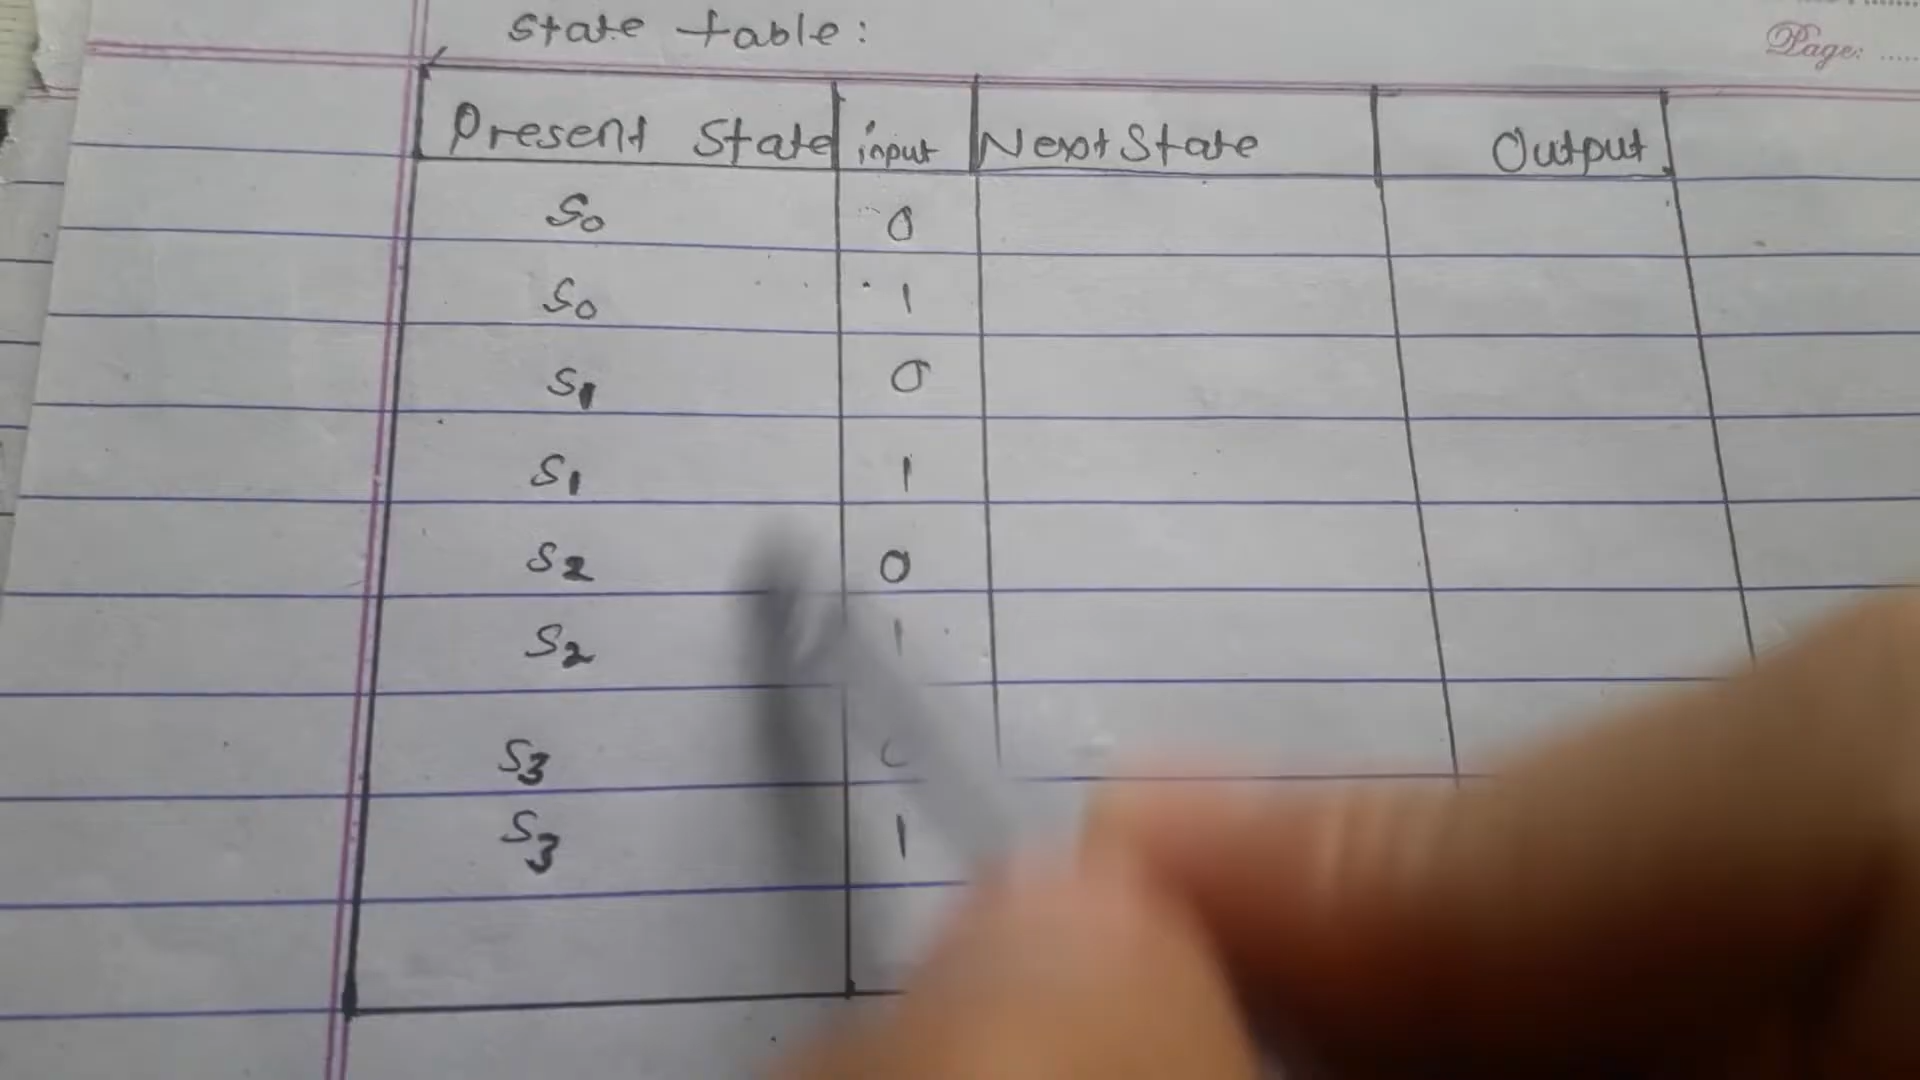 State table:
Page:
Present State input Next State Output
S0 0
S0 1
S1 0
S1 1
S2 0
S2 1
S3
S3 1